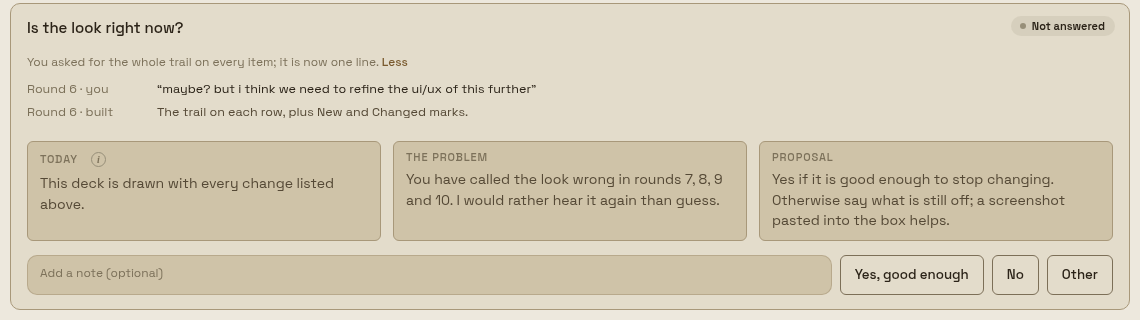 Is the look right now?
Not answered
You asked for the whole trail on every item; it is now one line. Less
Round 6 · you “maybe? but i think we need to refine the ui/ux of this further”
Round 6 · built The trail on each row, plus New and Changed marks.
TODAY i
This deck is drawn with every change listed
above.
THE PROBLEM
You have called the look wrong in rounds 7, 8, 9
and 10. I would rather hear it again than guess.
PROPOSAL
Yes if it is good enough to stop changing.
Otherwise say what is still off; a screenshot
pasted into the box helps.
Add a note (optional)
Yes, good enough
No
Other